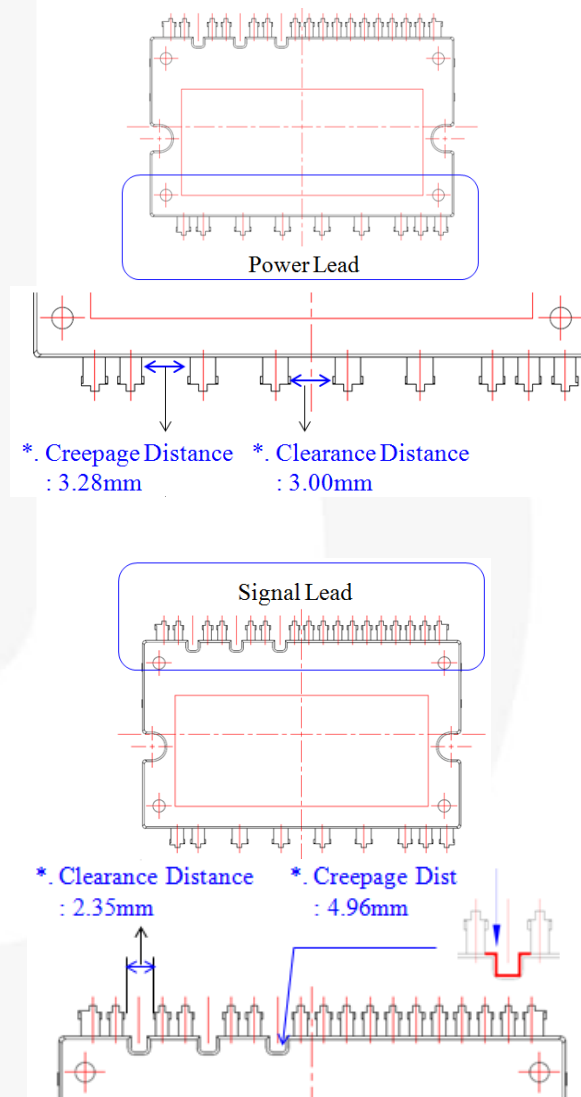 Power Lead
*. Creepage Distance *. Clearance Distance
: 3.28mm : 3.00mm
Signal Lead
*. Clearance Distance *. Creepage Dist
: 2.35mm : 4.96mm